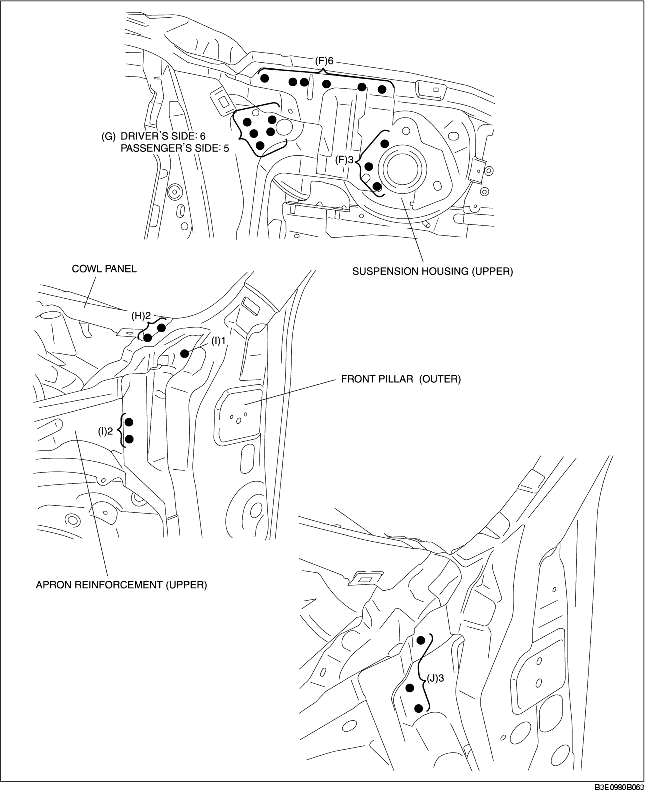 (F)6
(G) DRIVER'S SIDE: 6
PASSENGER'S SIDE: 5
(F)3
SUSPENSION HOUSING (UPPER)
COWL PANEL
(H)2
(I)1
FRONT PILLAR (OUTER)
(I)2
APRON REINFORCEMENT (UPPER)
(J)3
B3E0980B063